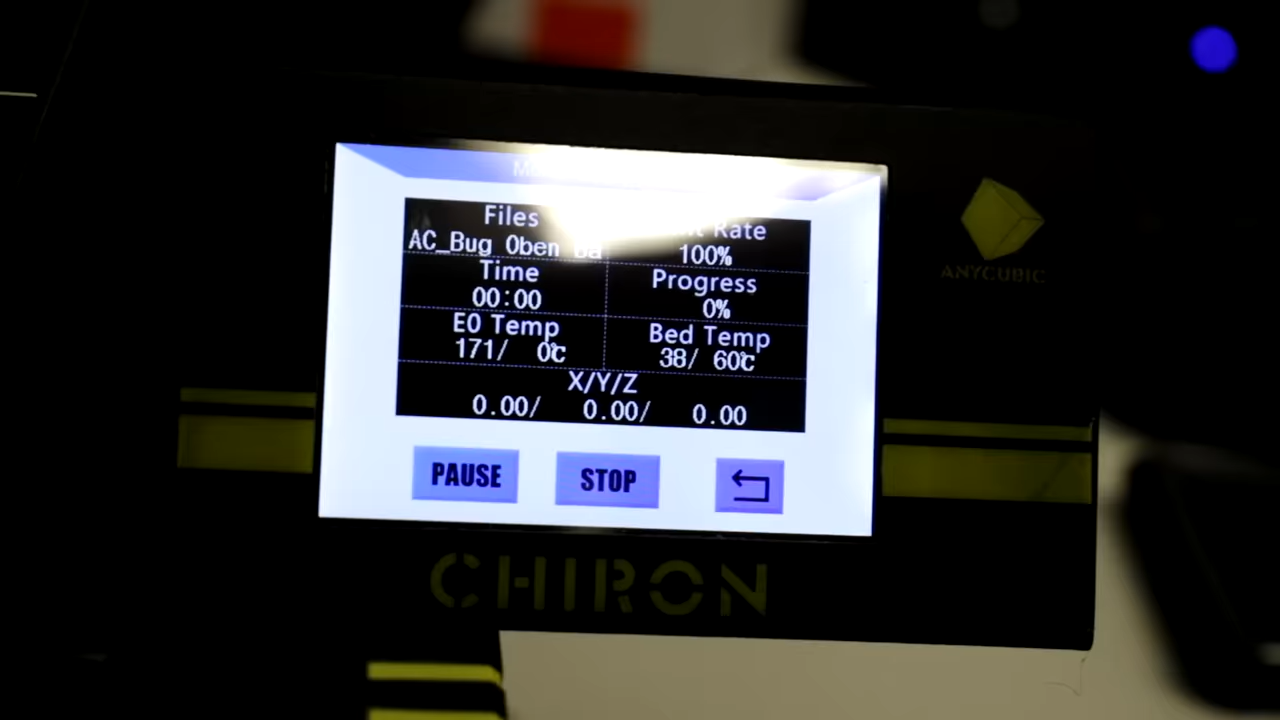 Files
AC_Bug Oben ba
Rate
100%
Time
00:00
Progress
0%
E0 Temp
171/ 0℃
Bed Temp
38/ 60℃
X/Y/Z
0.00/ 0.00/ 0.00
PAUSE
STOP
ANYCUBIC
CHIRON